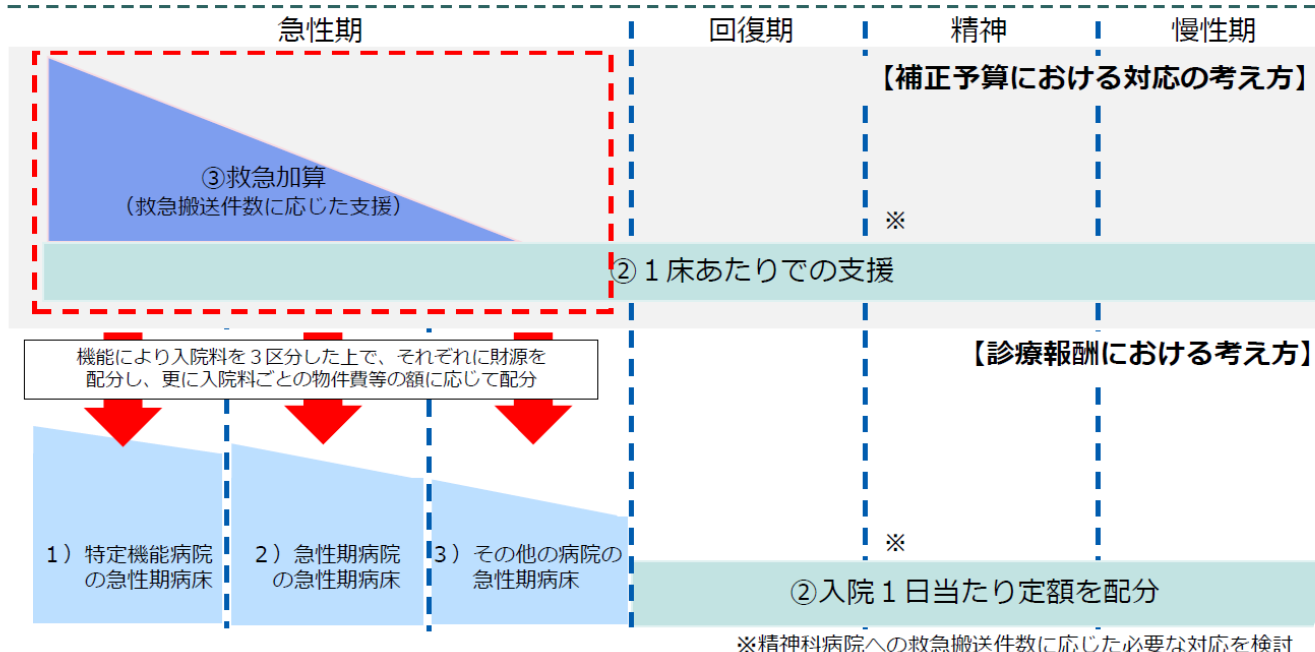 急性期
回復期
精神
慢性期
【補正予算における対応の考え方】
③救急加算
（救急搬送件数に応じた支援）
※
②１床あたりでの支援
機能により入院料を３区分した上で、それぞれに財源を
配分し、更に入院料ごとの物件費等の額に応じて配分
【診療報酬における考え方】
１）特定機能病院
の急性期病床
２）急性期病院
の急性期病床
３）その他の病院の
急性期病床
※
②入院１日当たり定額を配分
※精神科病院への救急搬送件数に応じた必要な対応を検討